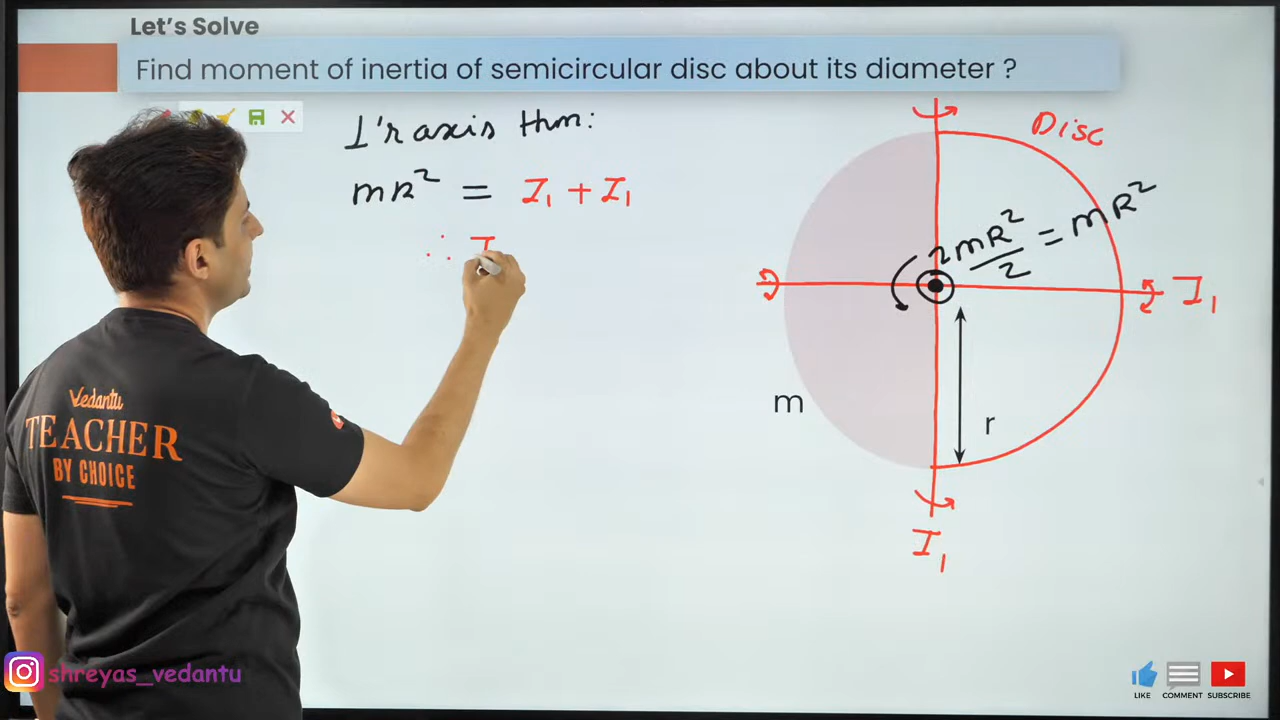 Let's Solve
Find moment of inertia of semicircular disc about its diameter ?
⊥'r axis thm:
mR² = I₁ + I₁
∴ I
Disc
2mR²/2 = mR²
I₁
m
r
I₁
Vedantu
TEACHER
BY CHOICE
shreyas_vedantu
LIKE
COMMENT
SUBSCRIBE